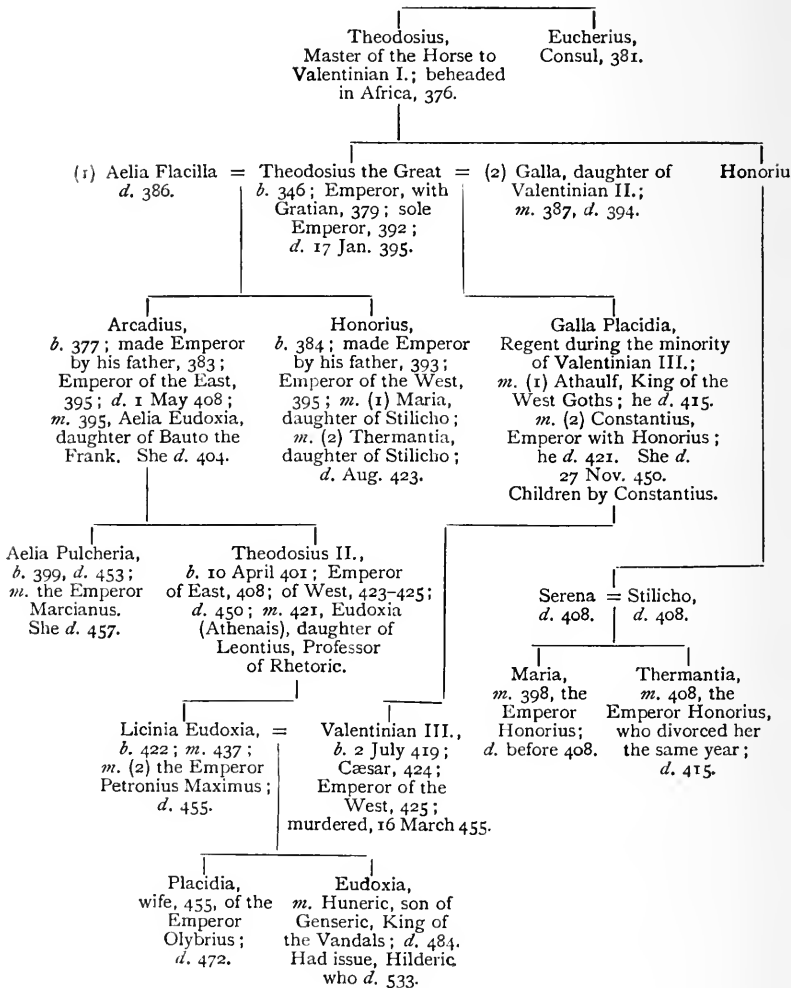 Theodosius,
Master of the Horse to
Valentinian I.; beheaded
in Africa, 376.
Eucherius,
Consul, 381.
(1) Aelia Flacilla
d. 386.
=
Theodosius the Great
b. 346; Emperor, with
Gratian, 379; sole
Emperor, 392;
d. 17 Jan. 395.
=
(2) Galla, daughter of
Valentinian II.;
m. 387, d. 394.
Honoriu
Arcadius,
b. 377; made Emperor
by his father, 383;
Emperor of the East,
395; d. 1 May 408;
m. 395, Aelia Eudoxia,
daughter of Bauto the
Frank. She d. 404.
Honorius,
b. 384; made Emperor
by his father, 393;
Emperor of the West,
395; m. (1) Maria,
daughter of Stilicho;
m. (2) Thermantia,
daughter of Stilicho;
d. Aug. 423.
Galla Placidia,
Regent during the minority
of Valentinian III.;
m. (1) Athaulf, King of the
West Goths; he d. 415.
m. (2) Constantius,
Emperor with Honorius;
he d. 421. She d.
27 Nov. 450.
Children by Constantius.
Aelia Pulcheria,
b. 399, d. 453;
m. the Emperor
Marcianus.
She d. 457.
Theodosius II.,
b. 10 April 401; Emperor
of East, 408; of West, 423-425;
d. 450; m. 421, Eudoxia
(Athenais), daughter of
Leontius, Professor
of Rhetoric.
Serena
d. 408.
=
Stilicho,
d. 408.
Maria,
m. 398, the
Emperor
Honorius;
d. before 408.
Thermantia,
m. 408, the
Emperor Honorius,
who divorced her
the same year;
d. 415.
Licinia Eudoxia,
b. 422; m. 437;
m. (2) the Emperor
Petronius Maximus;
d. 455.
=
Valentinian III.,
b. 2 July 419;
Cæsar, 424;
Emperor of the
West, 425;
murdered, 16 March 455.
Placidia,
wife, 455, of the
Emperor
Olybrius;
d. 472.
Eudoxia,
m. Huneric, son of
Genseric, King of
the Vandals; d. 484.
Had issue, Hilderic
who d. 533.